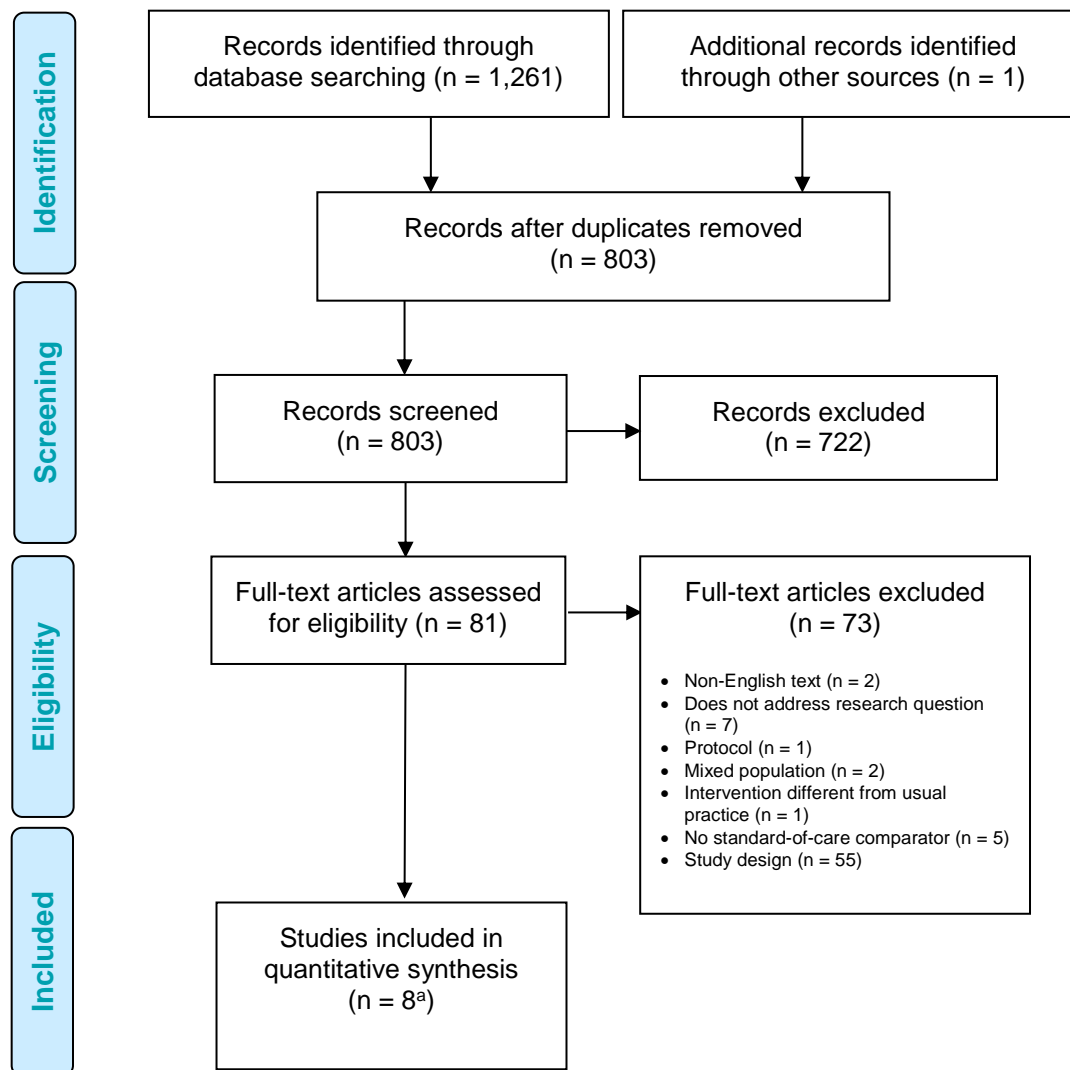 Identification
Records identified through
database searching (n = 1,261)
Additional records identified
through other sources (n = 1)
Records after duplicates removed
(n = 803)
Screening
Records screened
(n = 803)
Records excluded
(n = 722)
Eligibility
Full-text articles assessed
for eligibility (n = 81)
Full-text articles excluded
(n = 73)
• Non-English text (n = 2)
• Does not address research question
(n = 7)
• Protocol (n = 1)
• Mixed population (n = 2)
• Intervention different from usual
practice (n = 1)
• No standard-of-care comparator (n = 5)
• Study design (n = 55)
Included
Studies included in
quantitative synthesis
(n = 8ᵃ)